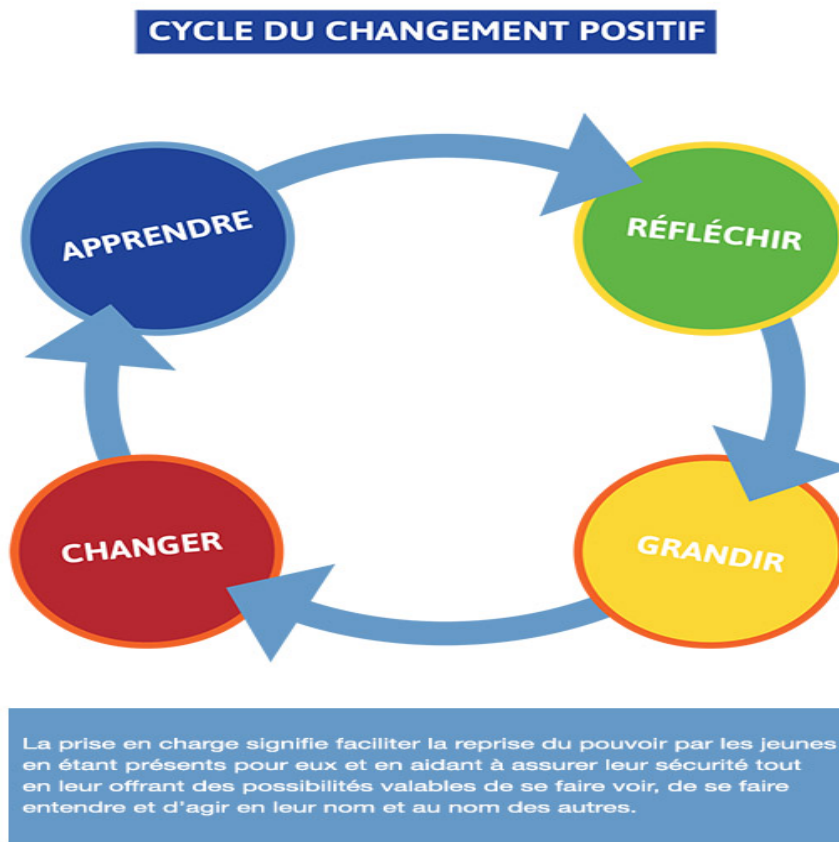 CYCLE DU CHANGEMENT POSITIF
APPRENDRE
RÉFLÉCHIR
CHANGER
GRANDIR
La prise en charge signifie faciliter la reprise du pouvoir par les jeunes
en étant présents pour eux et en aidant à assurer leur sécurité tout
en leur offrant des possibilités valables de se faire voir, de se faire
entendre et d'agir en leur nom et au nom des autres.